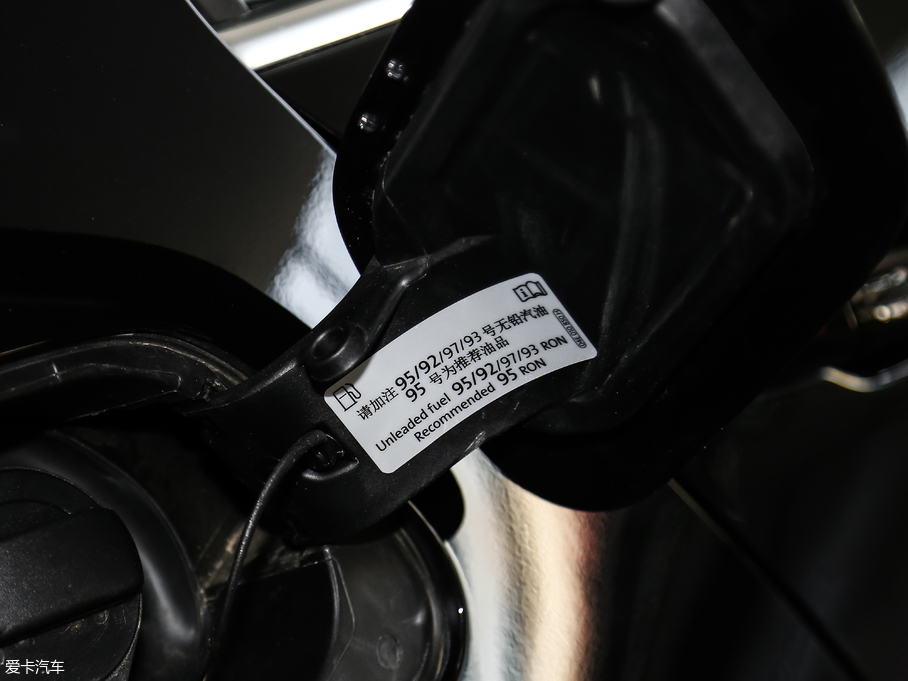 请加注 95/92/97/93 号无铅汽油
95 号为推荐油品
Unleaded fuel 95/92/97/93 RON
Recommended 95 RON
爱卡汽车